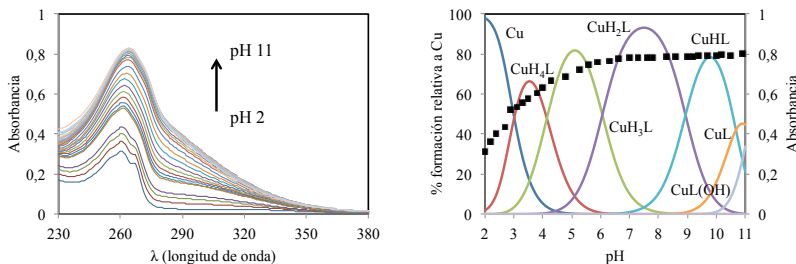 Absorbancia
1
0,8
0,6
0,4
0,2
0
230
260
290
320
350
380
λ (longitud de onda)
pH 11
pH 2
% formación relativa a Cu
100
80
60
40
20
0
2
3
4
5
6
7
8
9
10
11
pH
Cu
CuH₄L
CuH₃L
CuH₂L
CuHL
CuL
CuL(OH)
1
0,8
0,6
0,4
0,2
0
Absorbancia